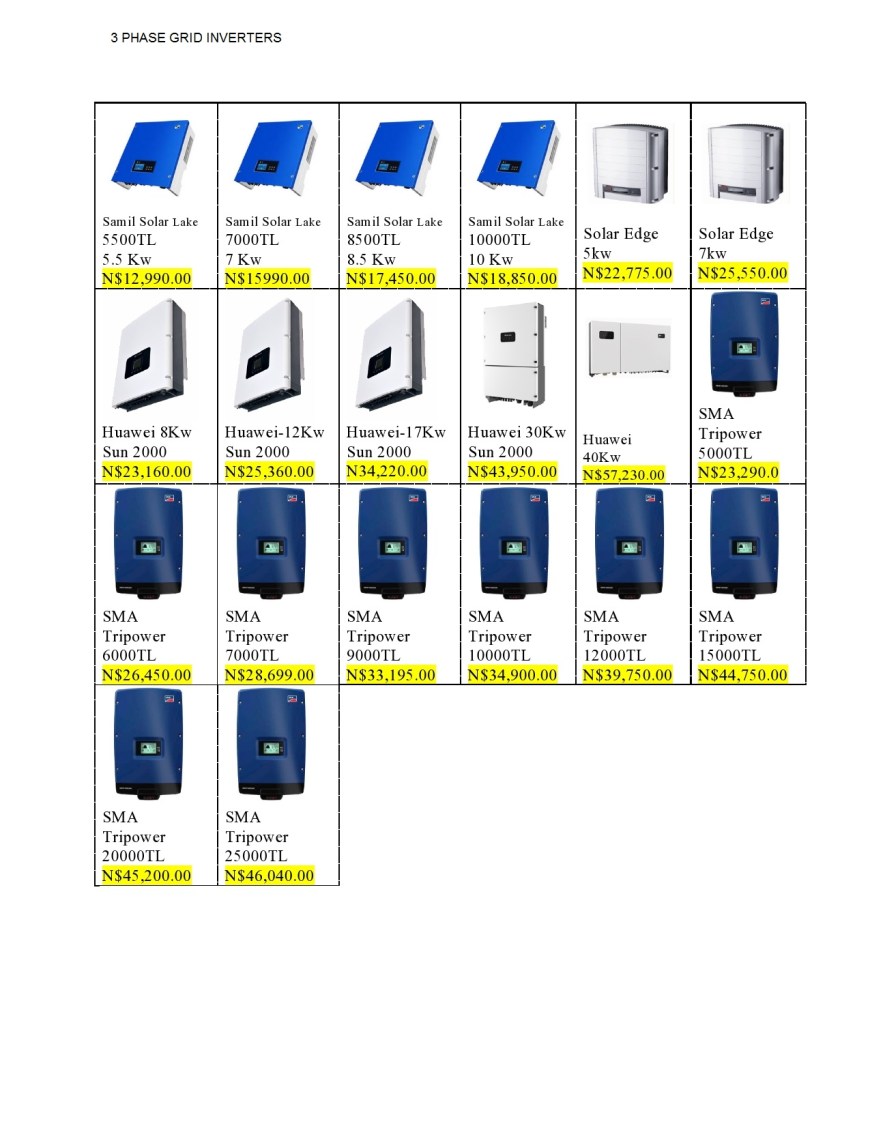 3 PHASE GRID INVERTERS
Samil Solar Lake
5500TL
5.5 Kw
N$12,990.00
Samil Solar Lake
7000TL
7 Kw
N$15990.00
Samil Solar Lake
8500TL
8.5 Kw
N$17,450.00
Samil Solar Lake
10000TL
10 Kw
N$18,850.00
Solar Edge
5kw
N$22,775.00
Solar Edge
7kw
N$25,550.00
Huawei 8Kw
Sun 2000
N$23,160.00
Huawei-12Kw
Sun 2000
N$25,360.00
Huawei-17Kw
Sun 2000
N34,220.00
Huawei 30Kw
Sun 2000
N$43,950.00
Huawei
40Kw
N$57,230.00
SMA
Tripower
5000TL
N$23,290.0
SMA
Tripower
6000TL
N$26,450.00
SMA
Tripower
7000TL
N$28,699.00
SMA
Tripower
9000TL
N$33,195.00
SMA
Tripower
10000TL
N$34,900.00
SMA
Tripower
12000TL
N$39,750.00
SMA
Tripower
15000TL
N$44,750.00
SMA
Tripower
20000TL
N$45,200.00
SMA
Tripower
25000TL
N$46,040.00